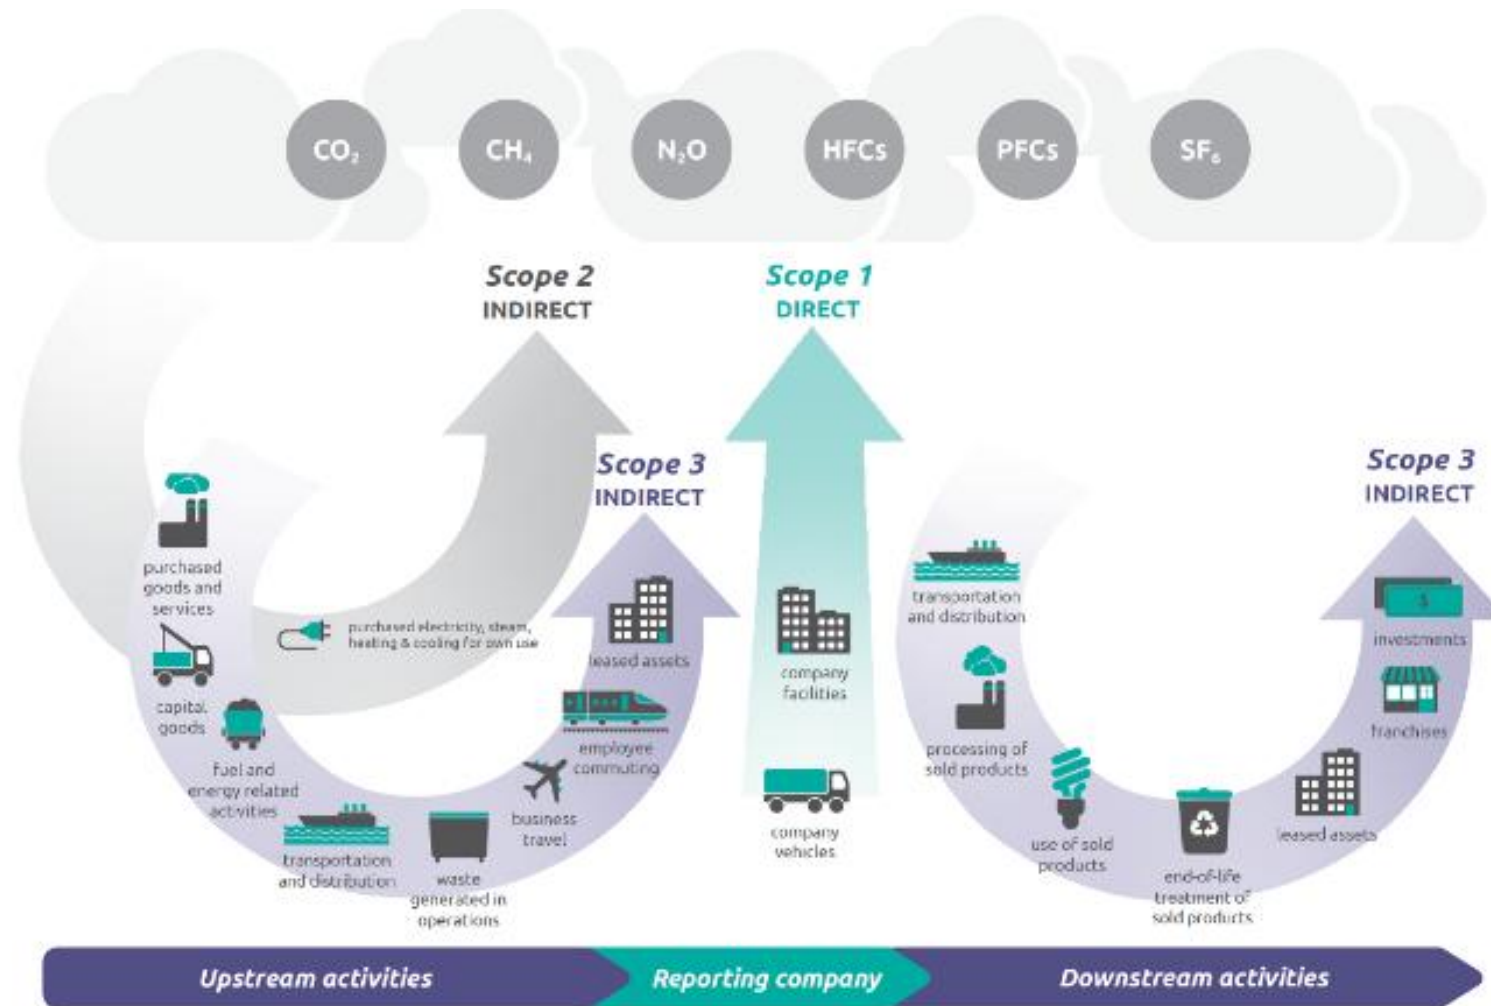 CO₂ CH₄ N₂O HFCs PFCs SF₆
Scope 2
INDIRECT
Scope 1
DIRECT
Scope 3
INDIRECT
Scope 3
INDIRECT
purchased
goods and
services
capital
goods
fuel and
energy related
activities
purchased electricity, steam,
heating & cooling for own use
transportation
and distribution
waste
generated in
operations
business
travel
employee
commuting
leased assets
company
facilities
company
vehicles
transportation
and distribution
processing of
sold products
use of sold
products
end-of-life
treatment of
sold products
leased assets
franchises
$
investments
Upstream activities
Reporting company
Downstream activities